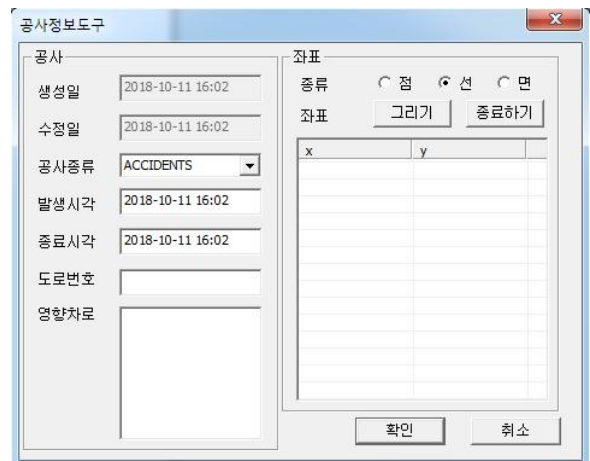 공사정보도구
공사
생성일 2018-10-11 16:02
수정일 2018-10-11 16:02
공사종류 ACCIDENTS
발생시각 2018-10-11 16:02
종료시각 2018-10-11 16:02
도로번호
영향차로
좌표
종류 점 선 면
좌표 그리기 종료하기
x y
확인 취소